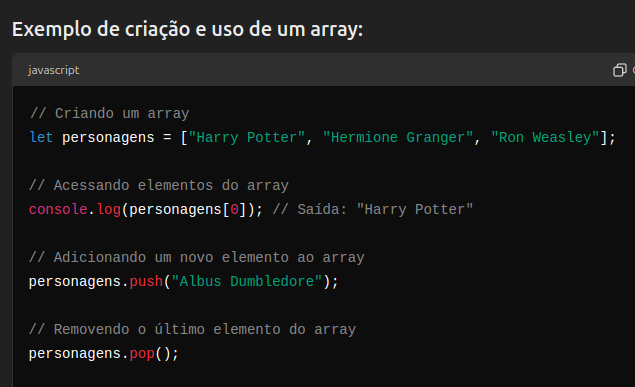 Exemplo de criação e uso de um array:
javascript
// Criando um array
let personagens = ["Harry Potter", "Hermione Granger", "Ron Weasley"];
// Acessando elementos do array
console.log(personagens[0]); // Saída: "Harry Potter"
// Adicionando um novo elemento ao array
personagens.push("Albus Dumbledore");
// Removendo o último elemento do array
personagens.pop();